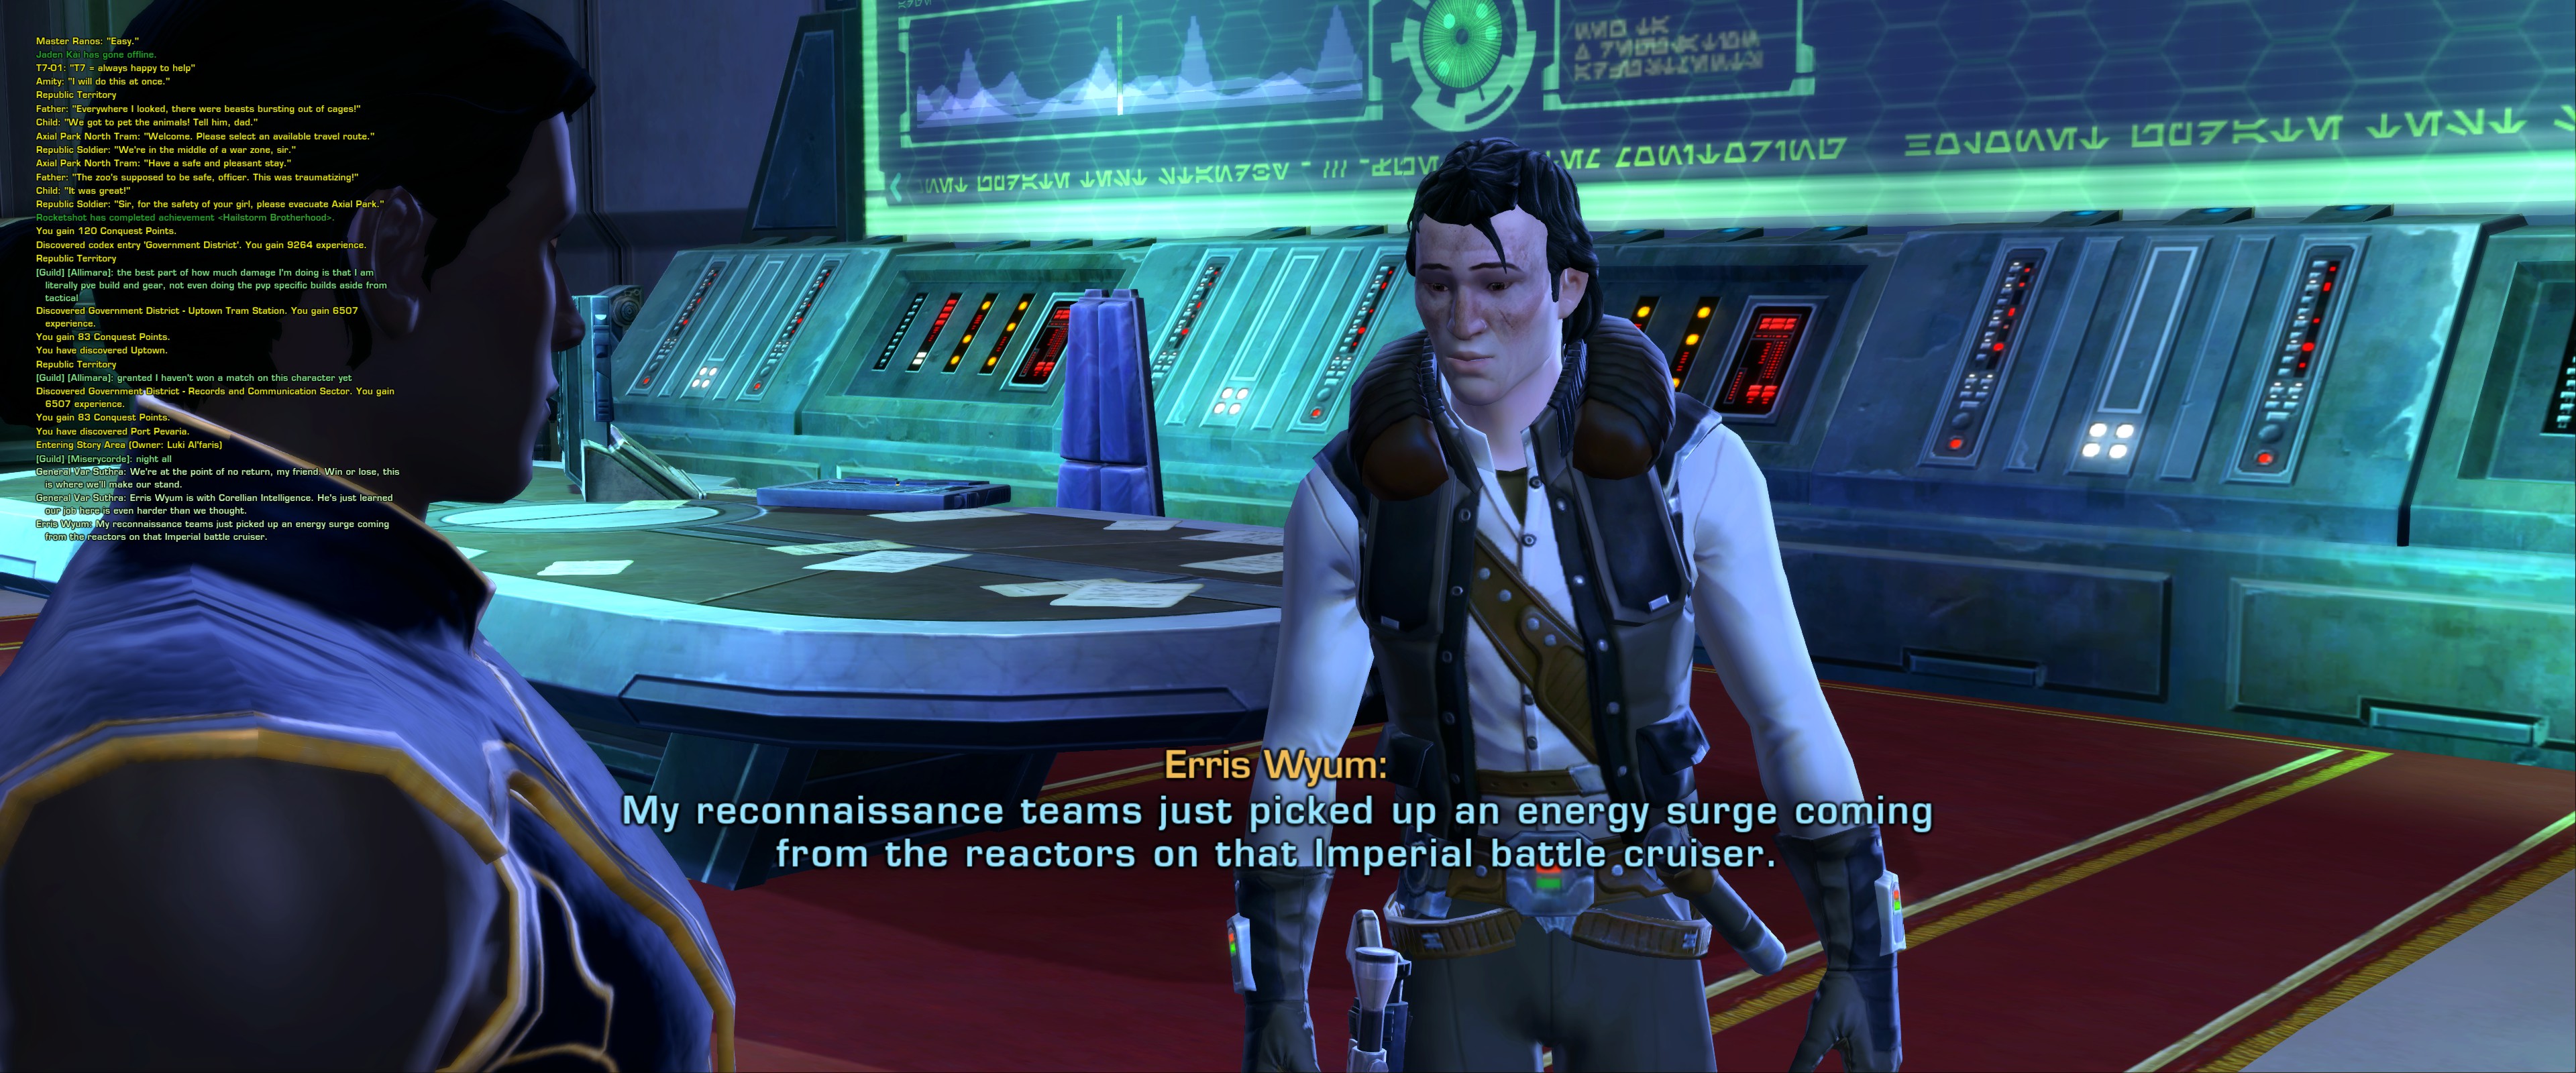 Master Ranos: "Easy."
Jaden Kai has gone offline.
T7-01: "T7 = always happy to help"
Amity: "I will do this at once."
Republic Territory
Father: "Everywhere I looked, there were beasts bursting out of cages!"
Child: "We got to pet the animals! Tell him, dad."
Axial Park North Tram: "Welcome. Please select an available travel route."
Republic Soldier: "We're in the middle of a war zone, sir."
Axial Park North Tram: "Have a safe and pleasant stay."
Father: "The zoo's supposed to be safe, officer. This was traumatizing!"
Child: "It was great!"
Republic Soldier: "Sir, for the safety of your girl, please evacuate Axial Park."
Rocketshot has completed achievement <Hailstorm Brotherhood>.
You gain 120 Conquest Points.
Discovered codex entry 'Government District'. You gain 9264 experience.
Republic Territory
[Guild] [Allimara]: the best part of how much damage I'm doing is that I am
literally pve build and gear, not even doing the pvp specific builds aside from
tactical
Discovered Government District - Uptown Tram Station. You gain 6507
experience.
You gain 83 Conquest Points.
You have discovered Uptown.
Republic Territory
[Guild] [Allimara]: granted I haven't won a match on this character yet
Discovered Government District - Records and Communication Sector. You gain
6507 experience.
You gain 83 Conquest Points.
You have discovered Port Pevaria.
Entering Story Area (Owner: Luki Al'faris)
[Guild] [Miserycorde]: night all
General Var Suthra: We're at the point of no return, my friend. Win or lose, this
is where we'll make our stand.
General Var Suthra: Erris Wyum is with Corellian Intelligence. He's just learned
our job here is even harder than we thought.
Erris Wyum: My reconnaissance teams just picked up an energy surge coming
from the reactors on that Imperial battle cruiser.
Erris Wyum:
My reconnaissance teams just picked up an energy surge coming
from the reactors on that Imperial battle cruiser.